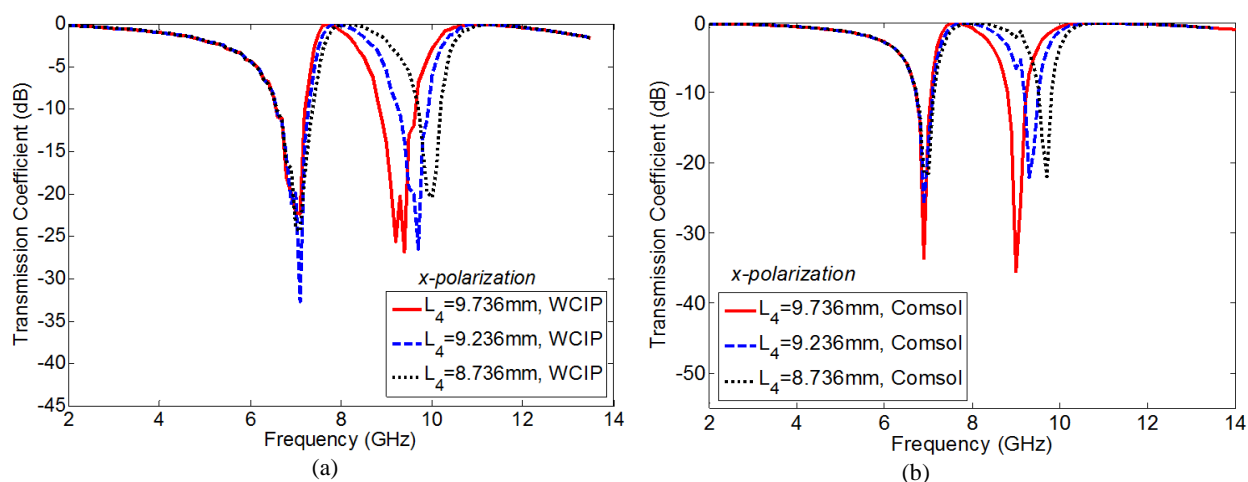 0
-5
-10
-15
-20
-25
-30
-35
-40
-45
Transmission Coefficient (dB)
x-polarization
L4=9.736mm, WCIP
L4=9.236mm, WCIP
L4=8.736mm, WCIP
2 4 6 8 10 12 14
Frequency (GHz)
(a)
0
-10
-20
-30
-40
-50
Transmission Coefficient (dB)
x-polarization
L4=9.736mm, Comsol
L4=9.236mm, Comsol
L4=8.736mm, Comsol
2 4 6 8 10 12 14
Frequency (GHz)
(b)